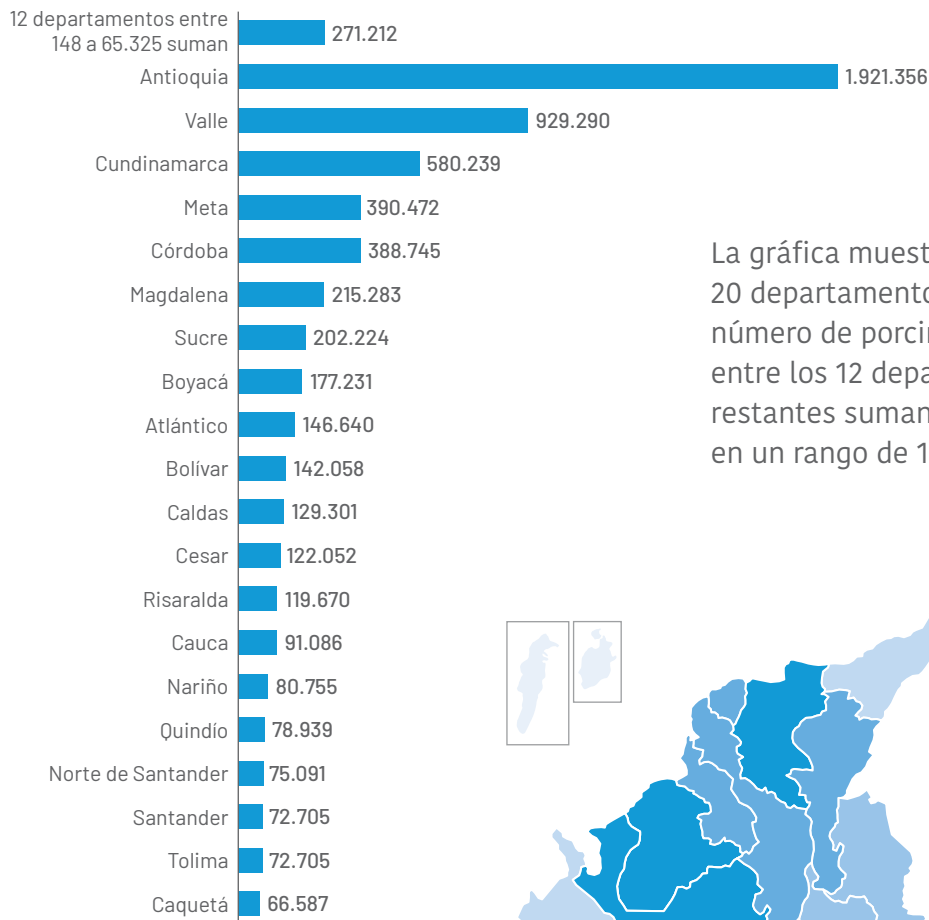 12 departamentos entre
148 a 65.325 suman
271.212
Antioquia
1.921.356
Valle
929.290
Cundinamarca
580.239
Meta
390.472
Córdoba
388.745
Magdalena
215.283
Sucre
202.224
Boyacá
177.231
Atlántico
146.640
Bolívar
142.058
Caldas
129.301
Cesar
122.052
Risaralda
119.670
Cauca
91.086
Nariño
80.755
Quindío
78.939
Norte de Santander
75.091
Santander
72.705
Tolima
72.705
Caquetá
66.587
La gráfica muest
20 departamento
número de porcin
entre los 12 depa
restantes suman
en un rango de 1